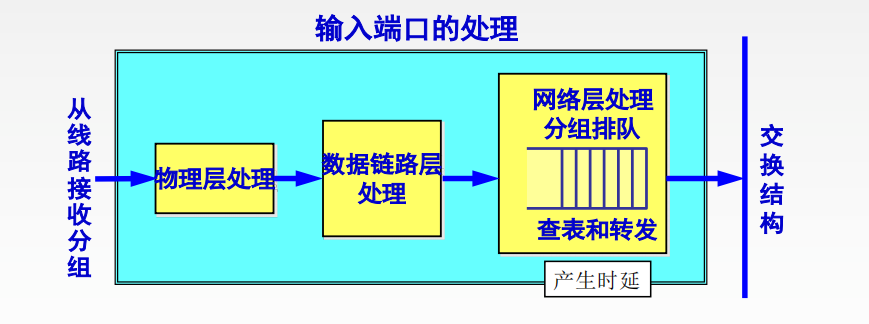 输入端口的处理
从线路接收分组
物理层处理
数据链路层
处理
网络层处理
分组排队
查表和转发
产生时延
交换结构